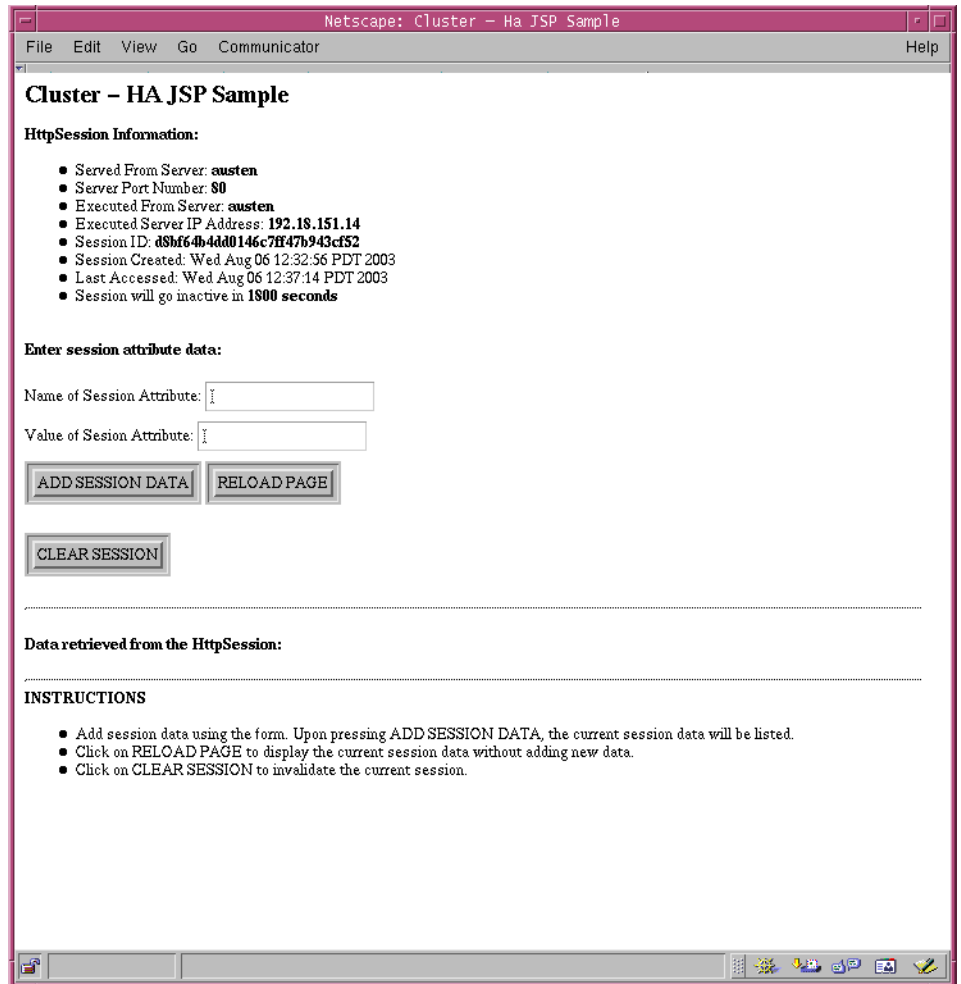 Netscape: Cluster – Ha JSP Sample
File Edit View Go Communicator Help
Cluster – HA JSP Sample
HttpSession Information:
● Served From Server: austen
● Server Port Number: 80
● Executed From Server: austen
● Executed Server IP Address: 192.18.151.14
● Session ID: d8bf64b4dd0146c7ff47b943cf52
● Session Created: Wed Aug 06 12:32:56 PDT 2003
● Last Accessed: Wed Aug 06 12:37:14 PDT 2003
● Session will go inactive in 1800 seconds
Enter session attribute data:
Name of Session Attribute:
Value of Sesion Attribute:
ADD SESSION DATA RELOAD PAGE
CLEAR SESSION
Data retrieved from the HttpSession:
INSTRUCTIONS
● Add session data using the form. Upon pressing ADD SESSION DATA, the current session data will be listed.
● Click on RELOAD PAGE to display the current session data without adding new data.
● Click on CLEAR SESSION to invalidate the current session.